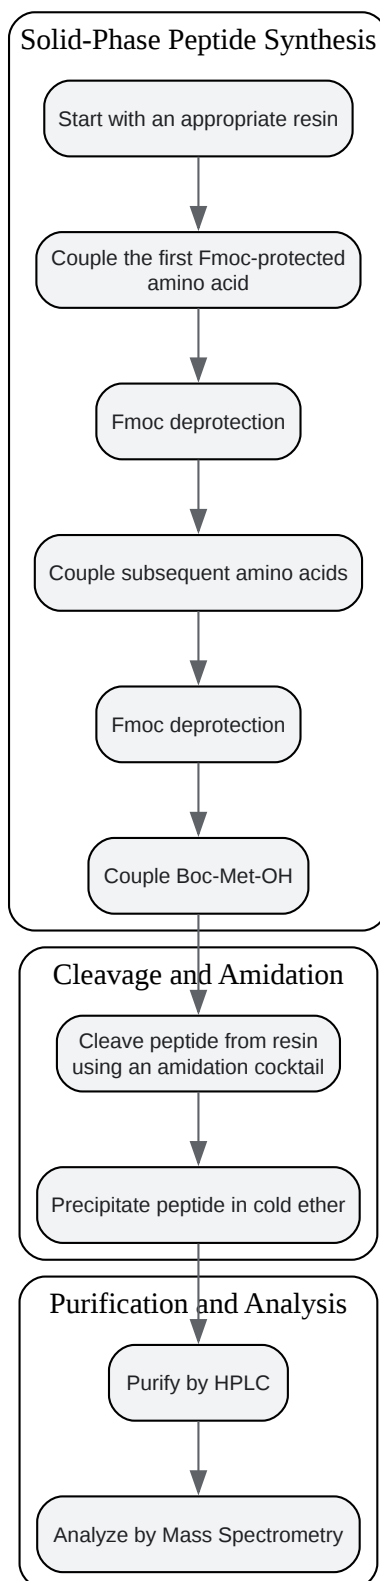 Solid-Phase Peptide Synthesis
Start with an appropriate resin
Couple the first Fmoc-protected
amino acid
Fmoc deprotection
Couple subsequent amino acids
Fmoc deprotection
Couple Boc-Met-OH
Cleavage and Amidation
Cleave peptide from resin
using an amidation cocktail
Precipitate peptide in cold ether
Purification and Analysis
Purify by HPLC
Analyze by Mass Spectrometry